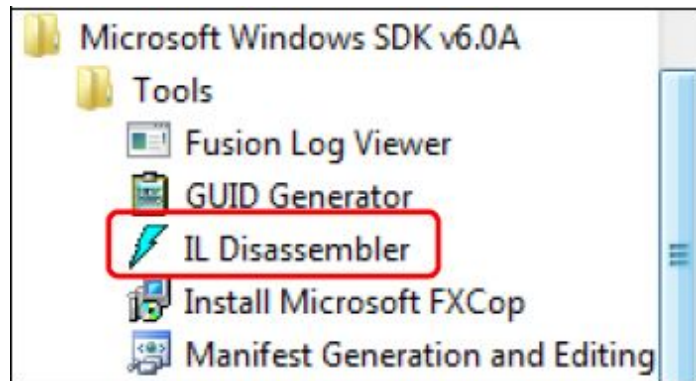 Microsoft Windows SDK v6.0A
Tools
Fusion Log Viewer
GUID Generator
IL Disassembler
Install Microsoft FXCop
Manifest Generation and Editing